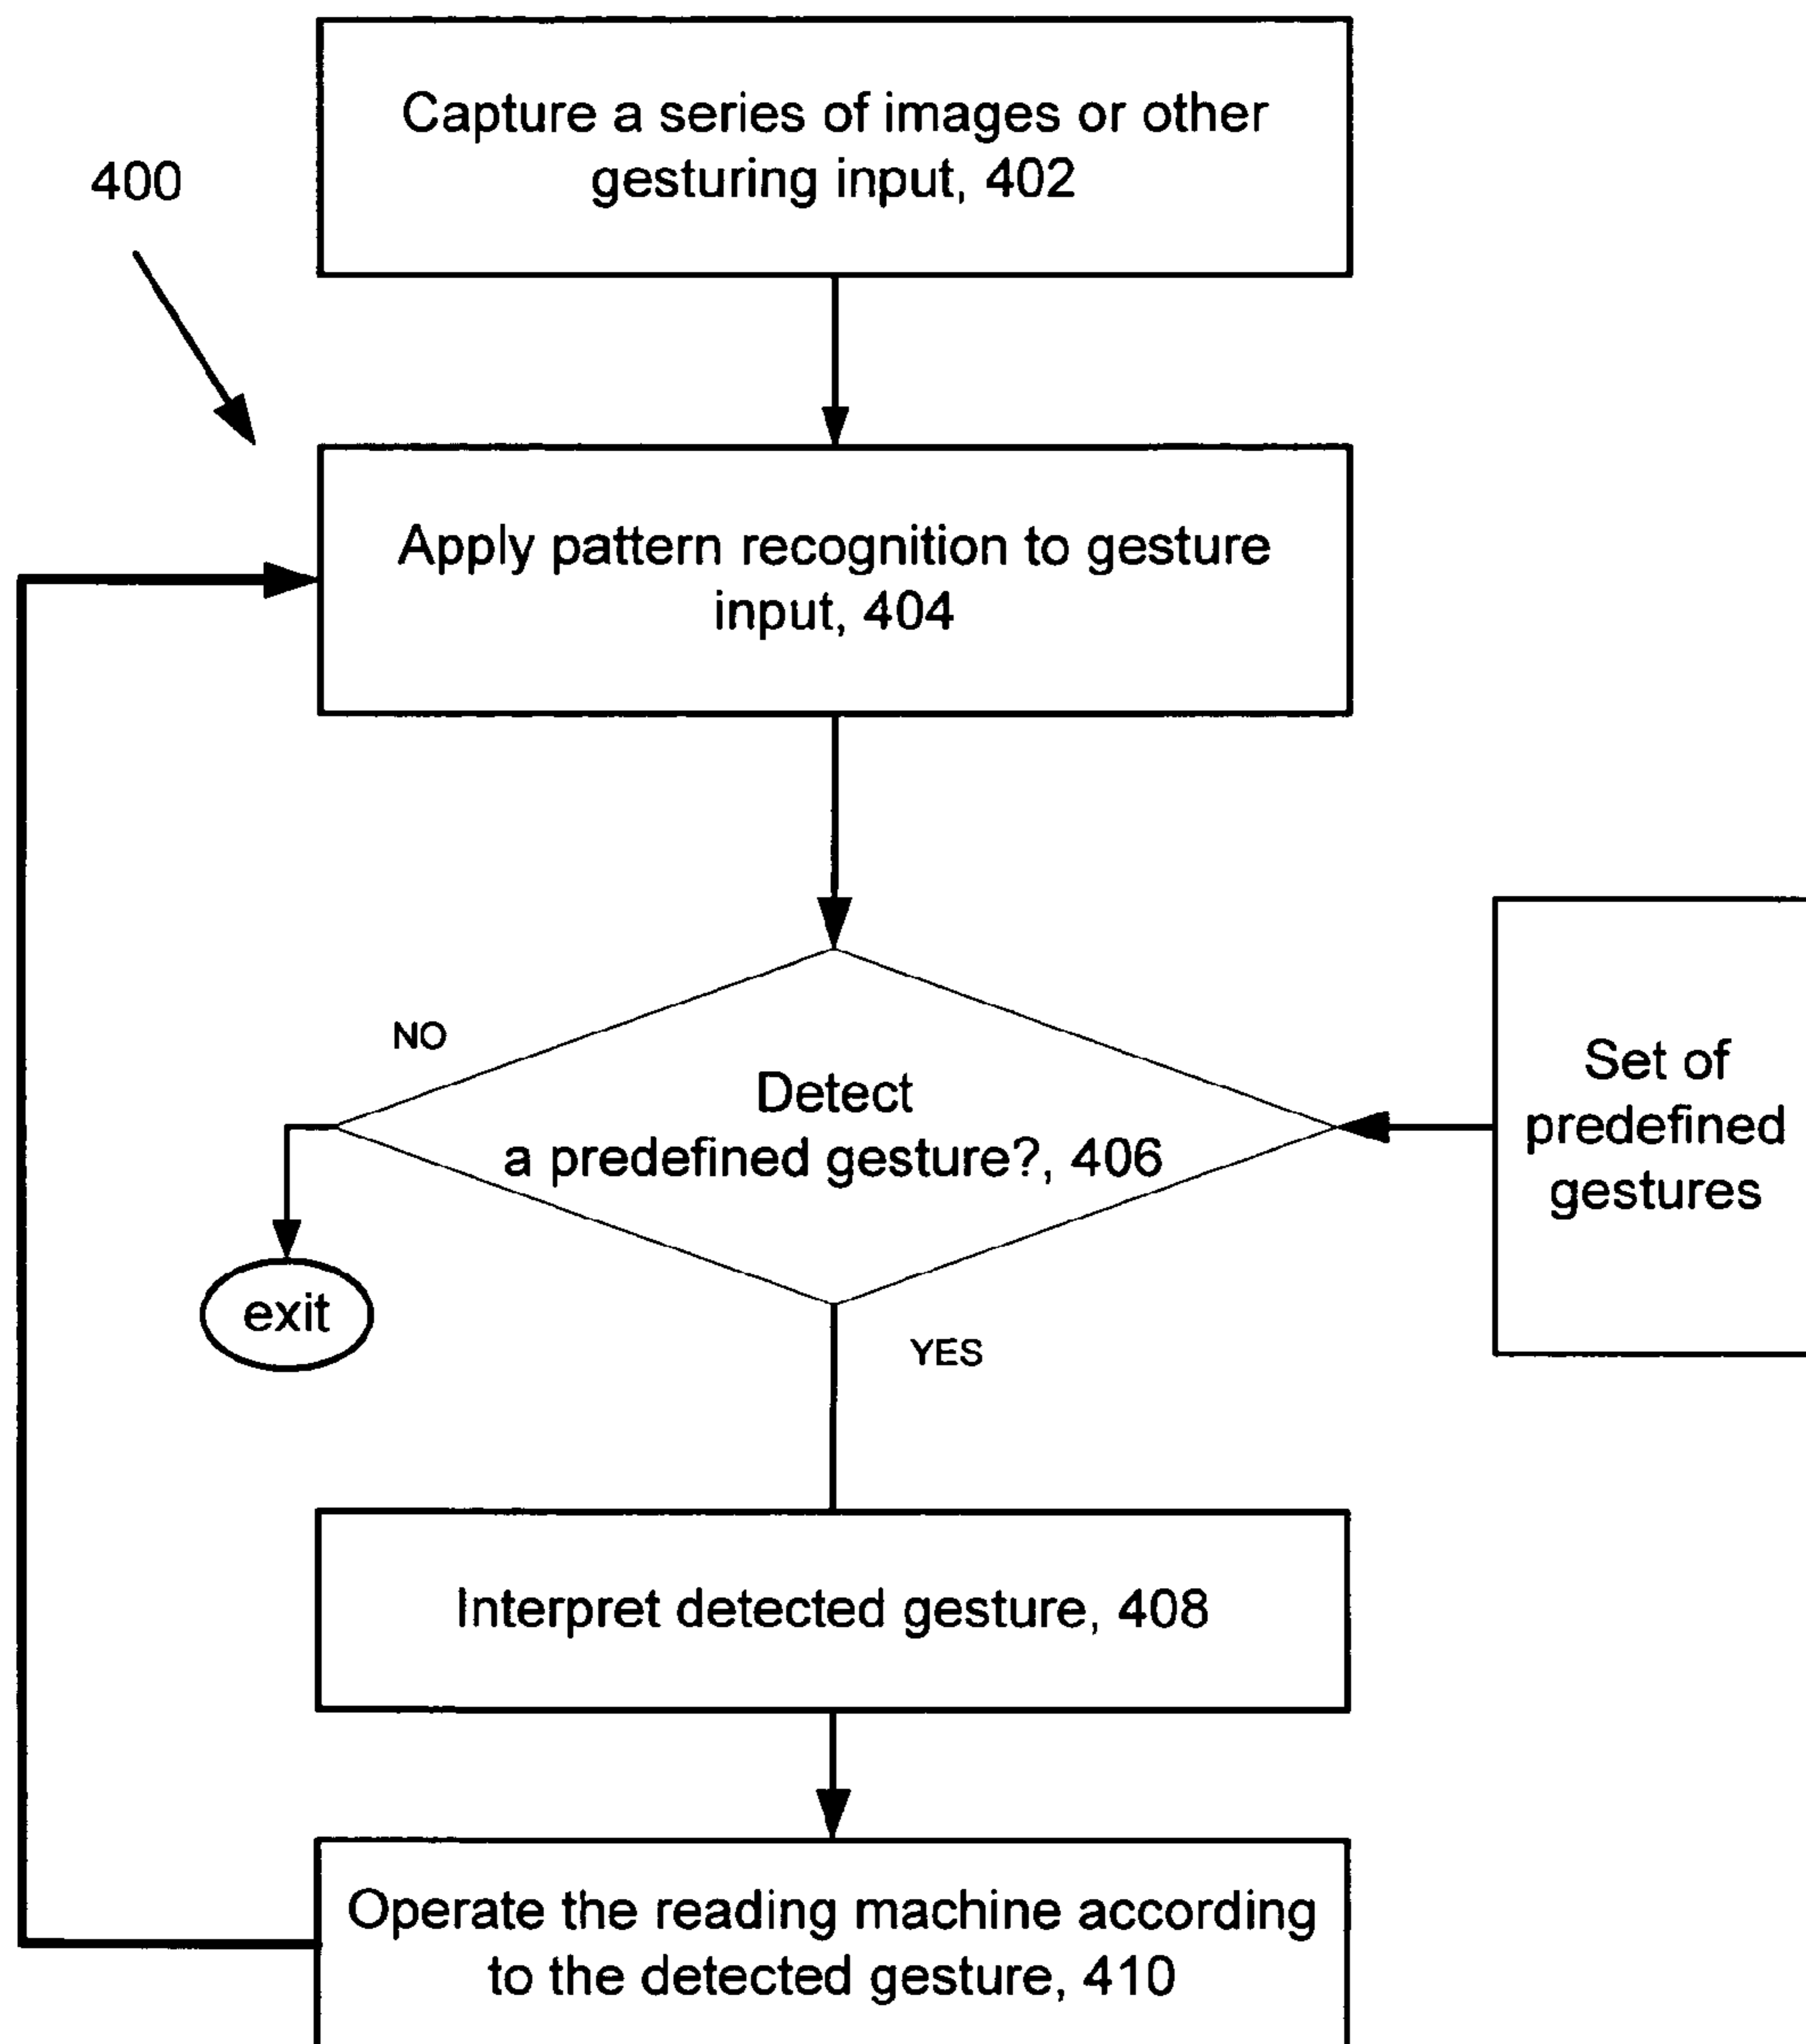 Capture a series of images or other
gesturing input, 402
400
Apply pattern recognition to gesture
input, 404
NO
Detect
a predefined gesture?, 406
Set of
predefined
gestures
exit
YES
Interpret detected gesture, 408
Operate the reading machine according
to the detected gesture, 410